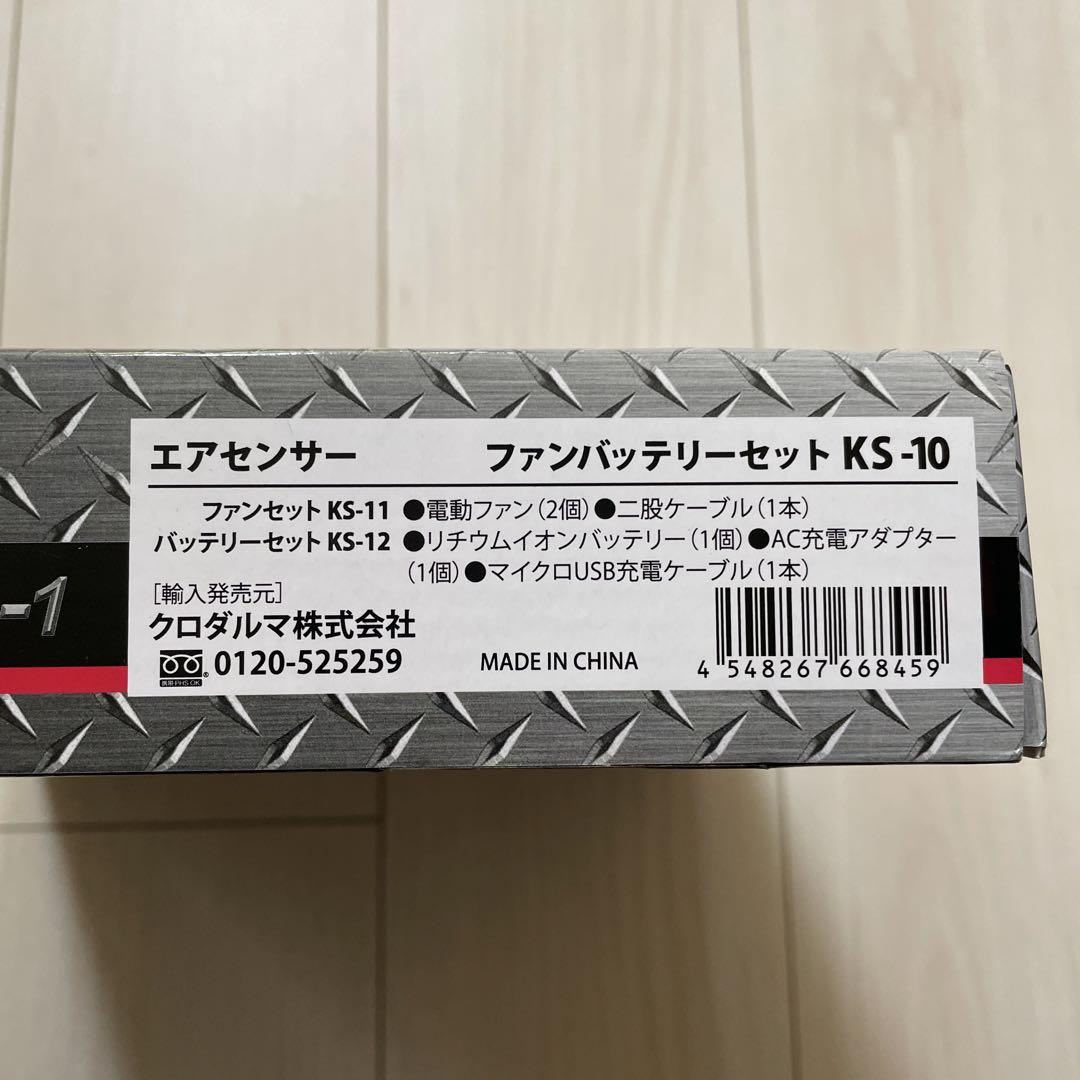 エアセンサー ファンバッテリーセット KS-10
ファンセット KS-11 ●電動ファン(2個)●二股ケーブル(1本)
バッテリーセット KS-12 ●リチウムイオンバッテリー(1個)●AC充電アダプター
(1個)●マイクロUSB充電ケーブル(1本)
[輸入発売元]
クロダルマ株式会社
0120-525259
携帯・PHS OK
MADE IN CHINA
4 548267 668459
-1